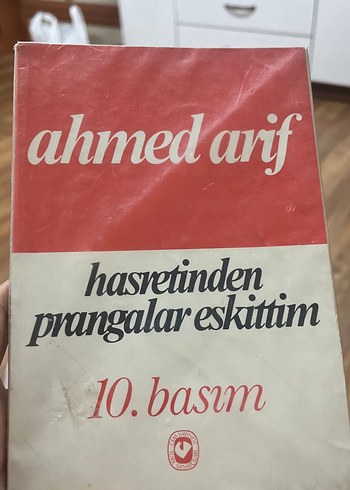 ahmed arif
hasretinden
prangalar eskittim
10. basım